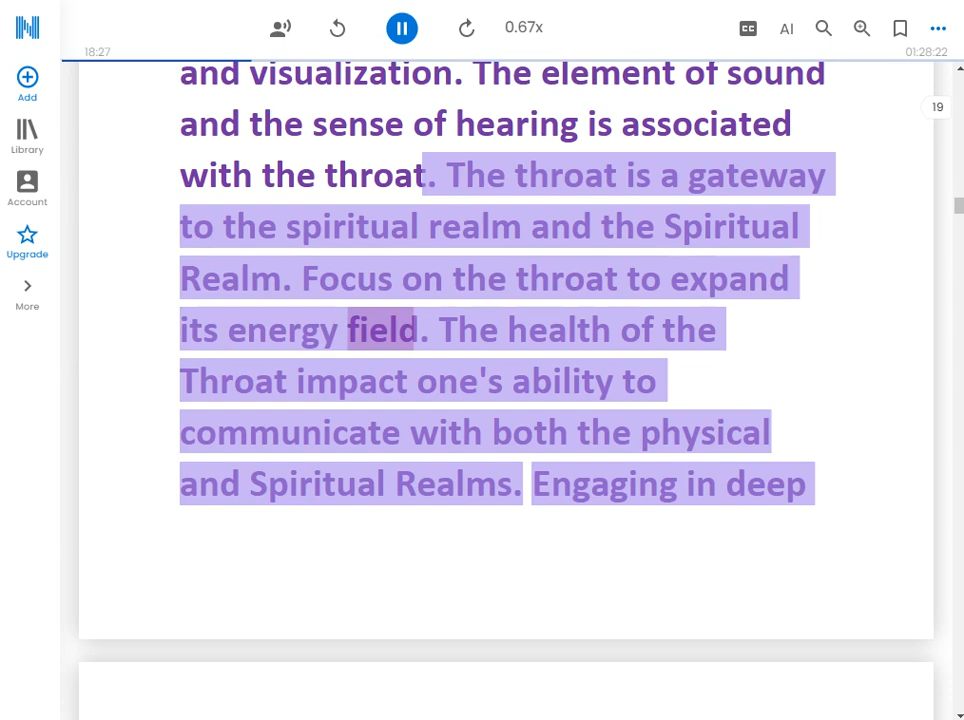 0.67x
CC
AI
18:27
01:28:22
Add
Library
Account
Upgrade
More
19
and visualization. The element of sound
and the sense of hearing is associated
with the throat. The throat is a gateway
to the spiritual realm and the Spiritual
Realm. Focus on the throat to expand
its energy field. The health of the
Throat impact one's ability to
communicate with both the physical
and Spiritual Realms. Engaging in deep